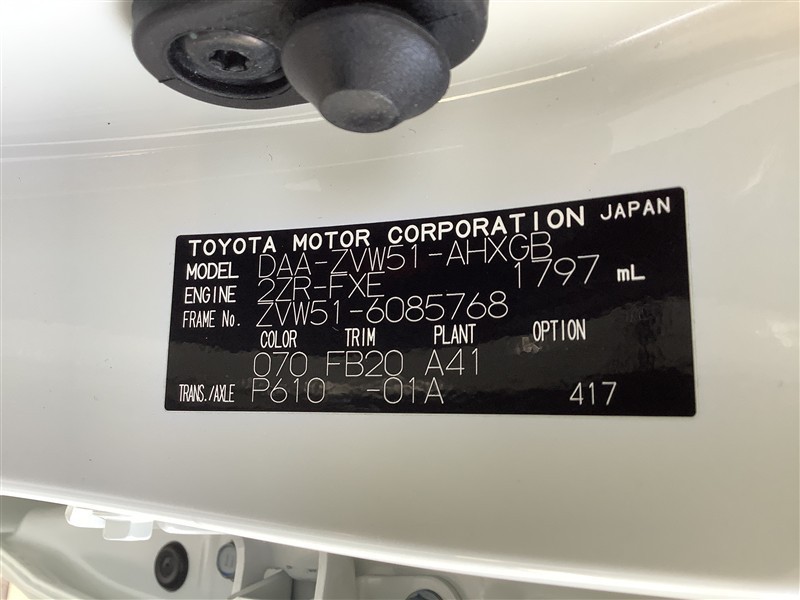 TOYOTA MOTOR CORPORATION JAPAN
MODEL DAA-ZVW51-AHXGB
ENGINE 2ZR-FXE 1797 mL
FRAME No. ZVW51-6085768
COLOR TRIM PLANT OPTION
070 FB20 A41
TRANS./AXLE P610 -01A 417